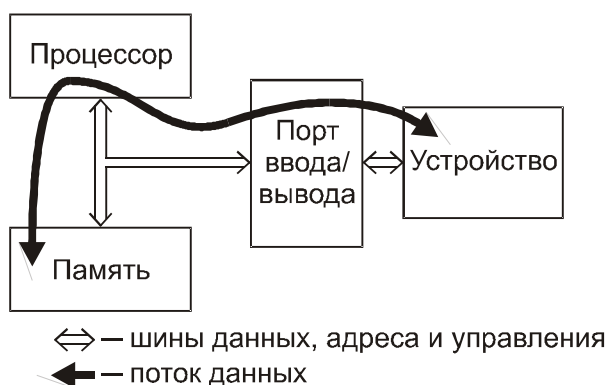 Процессор
Порт
ввода/
вывода
Устройство
Память
— шины данных, адреса и управления
— поток данных